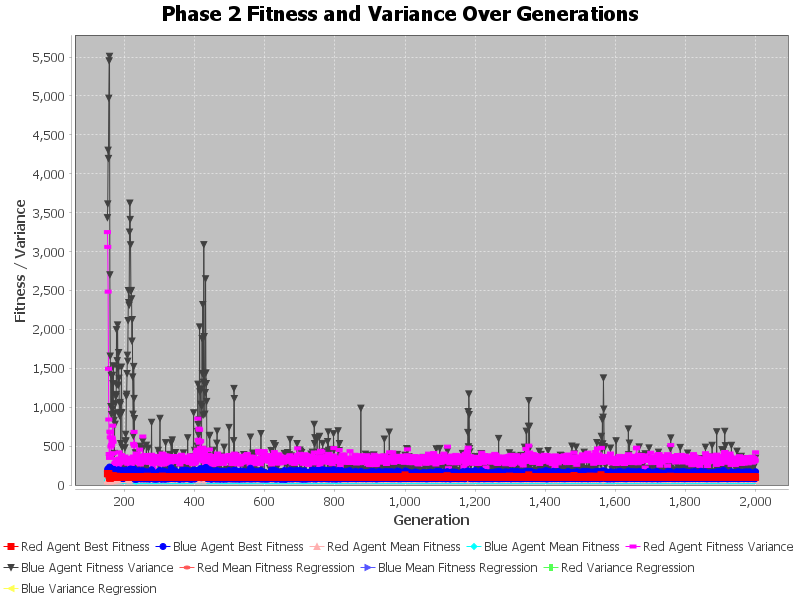 Phase 2 Fitness and Variance Over Generations
Fitness / Variance
5,500
5,000
4,500
4,000
3,500
3,000
2,500
2,000
1,500
1,000
500
0
200 400 600 800 1,000 1,200 1,400 1,600 1,800 2,000
Generation
Red Agent Best Fitness Blue Agent Best Fitness Red Agent Mean Fitness Blue Agent Mean Fitness Red Agent Fitness Variance
Blue Agent Fitness Variance Red Mean Fitness Regression Blue Mean Fitness Regression Red Variance Regression
Blue Variance Regression